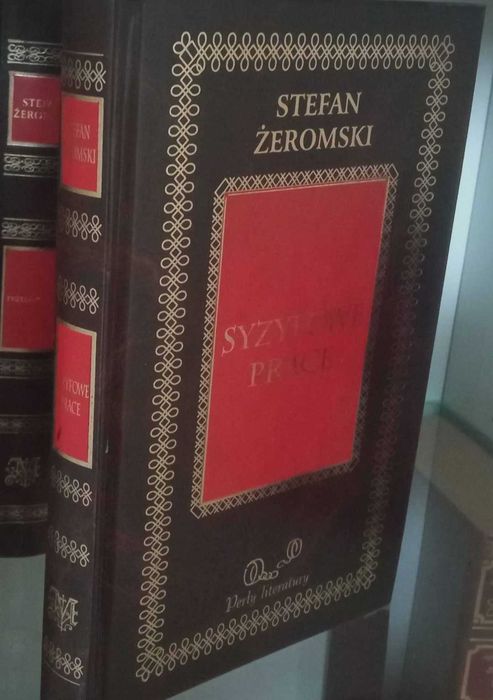 STEFAN
ŻEROMSKI
SYZYFOWE
PRACE
Perły literatury
STEFAN
ŻEROMSKI
SYZYFOWE
PRACE
STEFAN
ŻEROMSKI